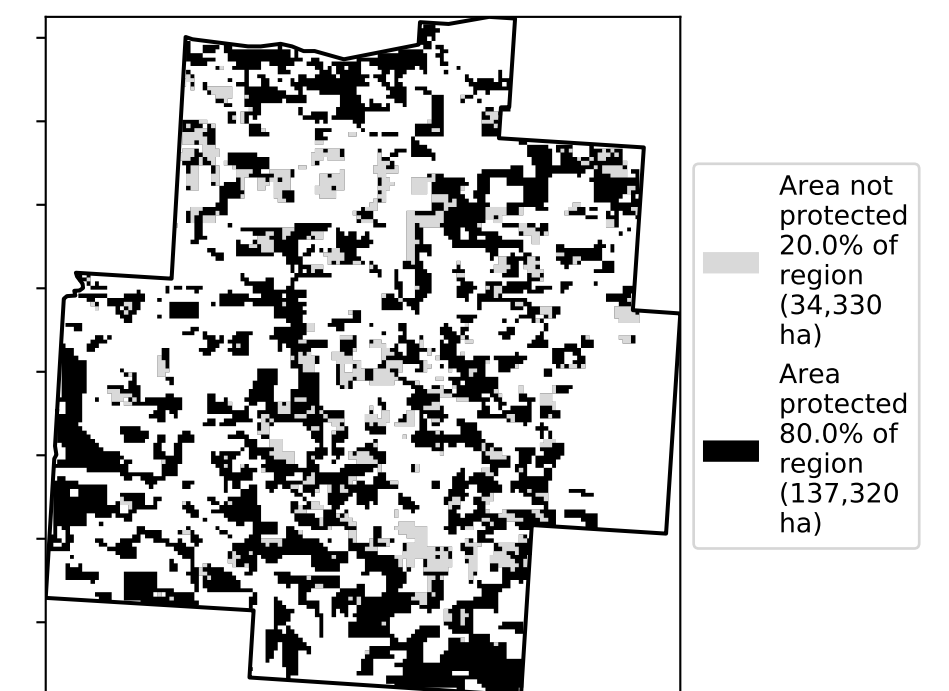 Area not
protected
20.0% of
region
(34,330
ha)
Area
protected
80.0% of
region
(137,320
ha)